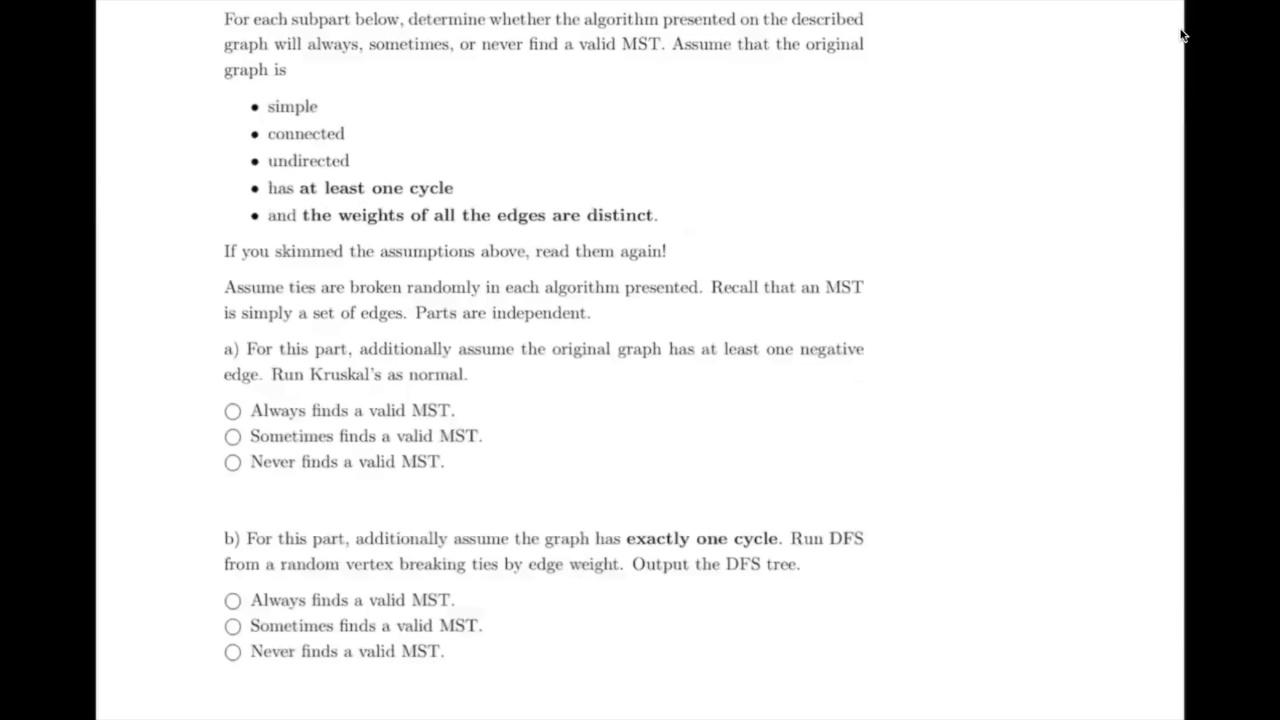 For each subpart below, determine whether the algorithm presented on the described
graph will always, sometimes, or never find a valid MST. Assume that the original
graph is
• simple
• connected
• undirected
• has at least one cycle
• and the weights of all the edges are distinct.
If you skimmed the assumptions above, read them again!
Assume ties are broken randomly in each algorithm presented. Recall that an MST
is simply a set of edges. Parts are independent.
a) For this part, additionally assume the original graph has at least one negative
edge. Run Kruskal's as normal.
○ Always finds a valid MST.
○ Sometimes finds a valid MST.
○ Never finds a valid MST.
b) For this part, additionally assume the graph has exactly one cycle. Run DFS
from a random vertex breaking ties by edge weight. Output the DFS tree.
○ Always finds a valid MST.
○ Sometimes finds a valid MST.
○ Never finds a valid MST.